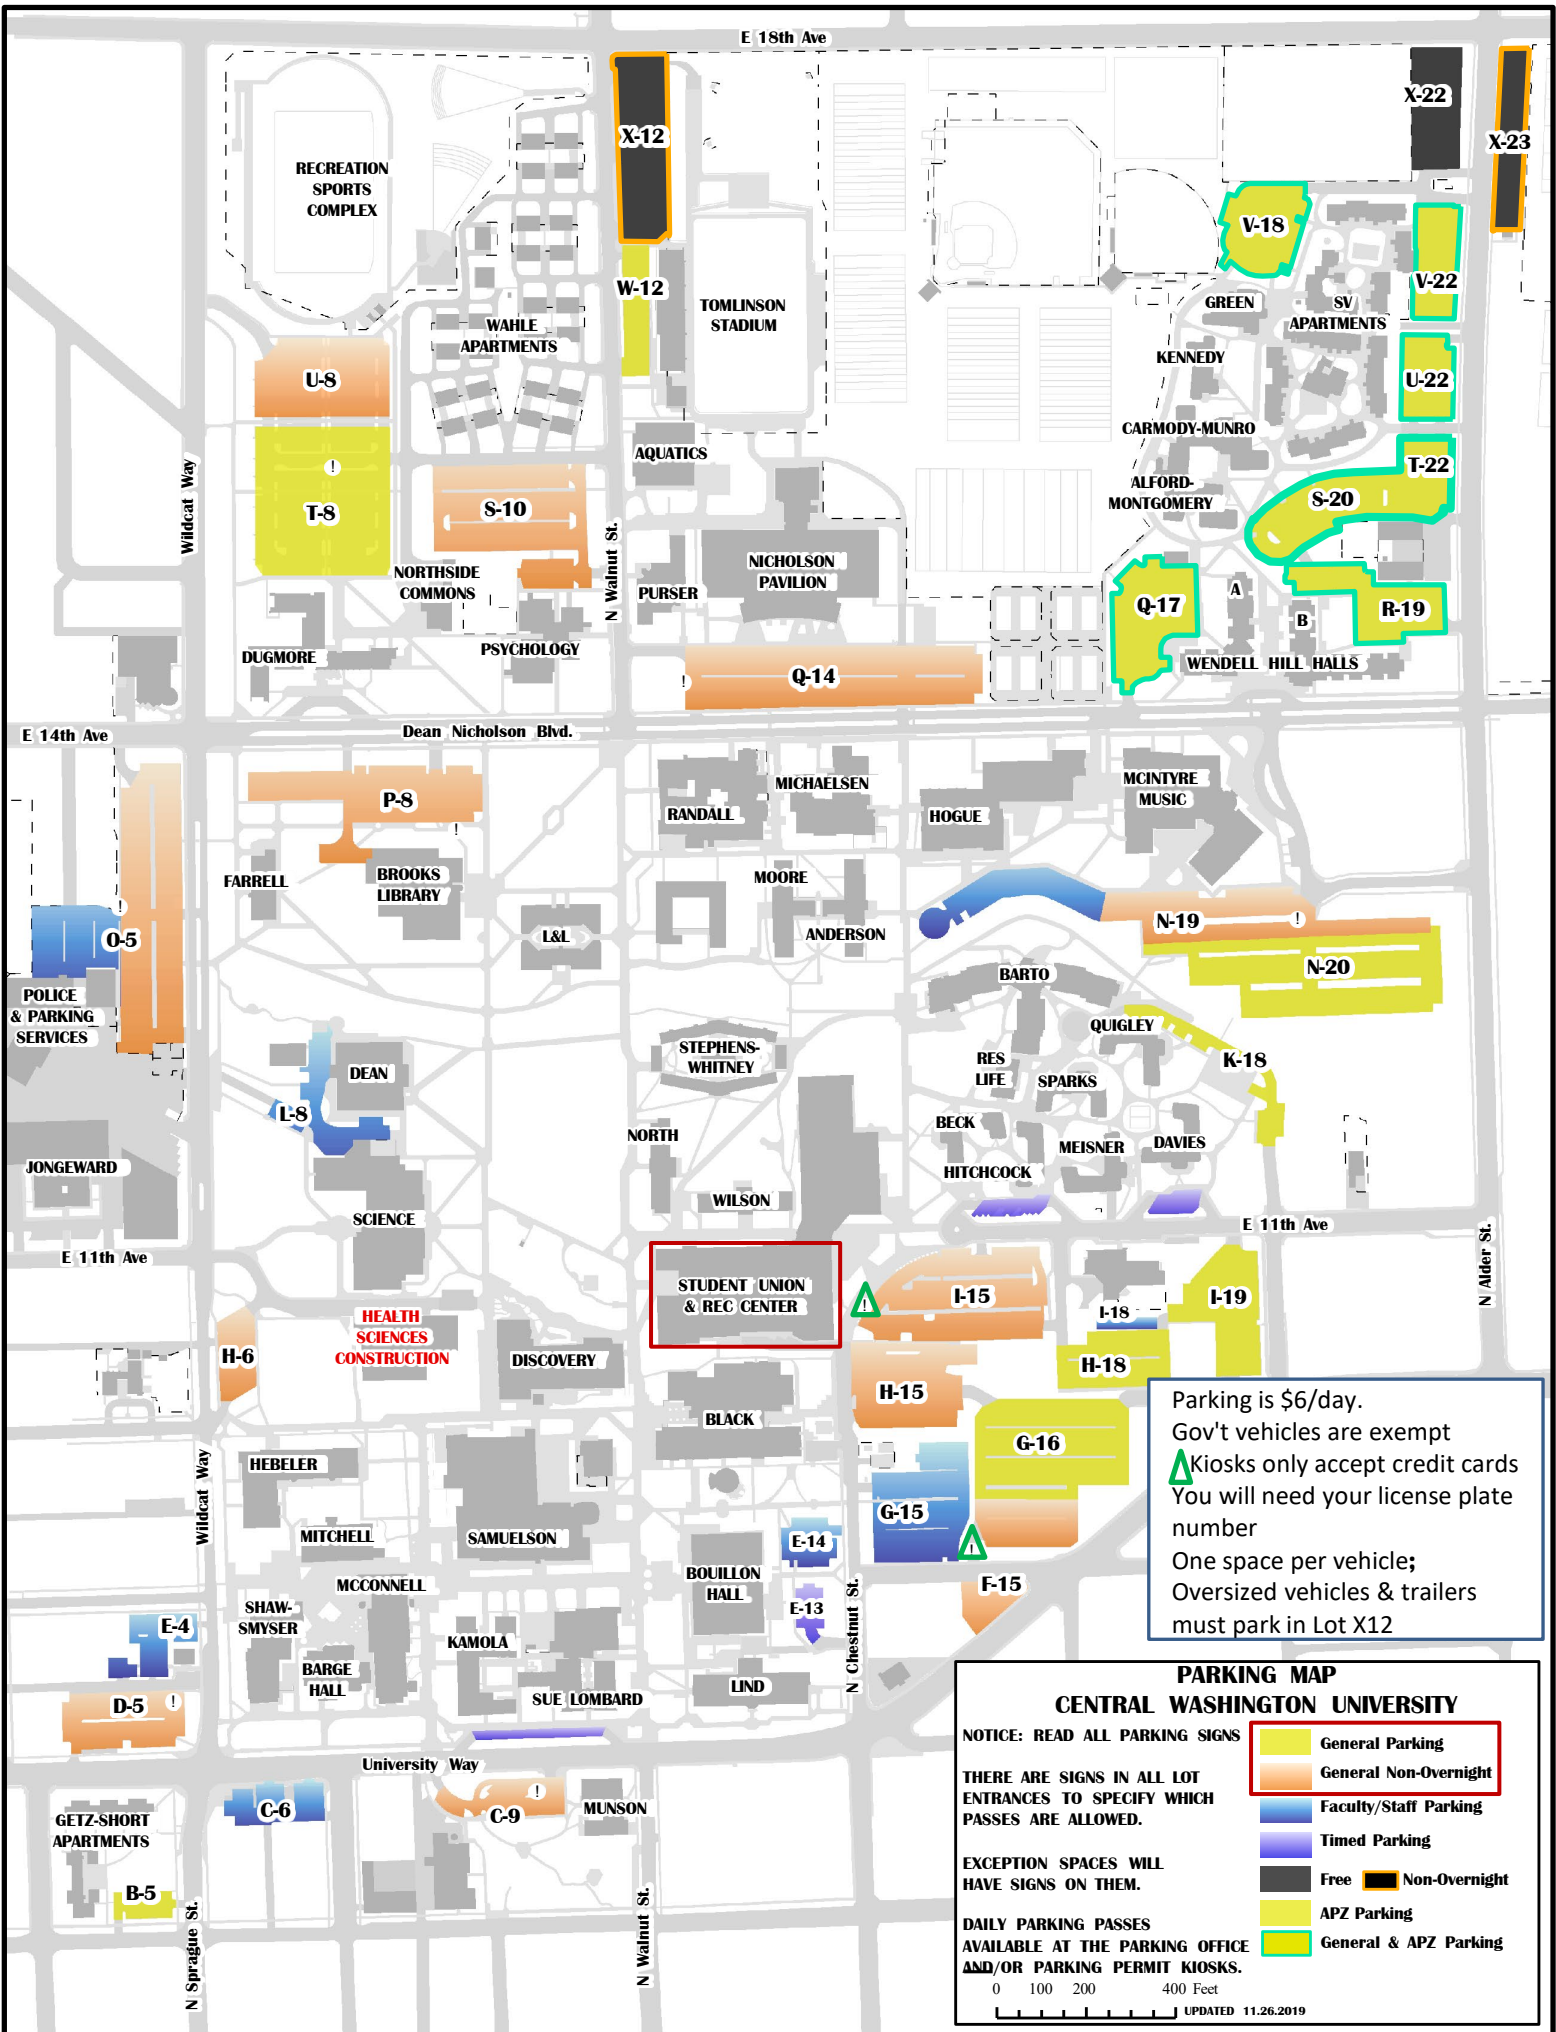 E 18th Ave
X-22
X-12
X-23
RECREATION
SPORTS
COMPLEX
V-18
V-22
W-12
GREEN
SV
APARTMENTS
TOMLINSON
STADIUM
WAHLE
APARTMENTS
KENNEDY
U-8
U-22
CARMODY-MUNRO
AQUATICS
T-22
Wildcat Way
!
ALFORD-
MONTGOMERY
S-20
T-8
S-10
N Walnut St.
NORTHSIDE
COMMONS
NICHOLSON
PAVILION
PURSER
A
Q-17
R-19
B
DUGMORE
PSYCHOLOGY
WENDELL HILL HALLS
!
Q-14
E 14th Ave
Dean Nicholson Blvd.
MICHAELSEN
MCINTYRE
MUSIC
P-8
RANDALL
HOGUE
!
FARRELL
BROOKS
LIBRARY
MOORE
!
N-19
!
O-5
L&L
ANDERSON
N-20
BARTO
POLICE
& PARKING
SERVICES
QUIGLEY
STEPHENS-
WHITNEY
K-18
RES
LIFE
DEAN
SPARKS
L-8
BECK
NORTH
DAVIES
MEISNER
JONGEWARD
HITCHCOCK
WILSON
SCIENCE
E 11th Ave
E 11th Ave
N Alder St.
STUDENT UNION
& REC CENTER
I-15
!
I-19
I-18
HEALTH
SCIENCES
CONSTRUCTION
H-6
DISCOVERY
H-18
H-15
BLACK
Parking is $6/day.
Gov't vehicles are exempt
Kiosks only accept credit cards
You will need your license plate
number
One space per vehicle;
Oversized vehicles & trailers
must park in Lot X12
G-16
HEBELER
Wildcat Way
G-15
MITCHELL
SAMUELSON
E-14
!
BOUILLON
HALL
F-15
MCCONNELL
E-13
SHAW-
SMYSER
E-4
KAMOLA
N Chestnut St.
BARGE
HALL
LIND
SUE LOMBARD
D-5
!
University Way
C-6
C-9
!
MUNSON
GETZ-SHORT
APARTMENTS
B-5
N Sprague St.
N Walnut St.
PARKING MAP
CENTRAL WASHINGTON UNIVERSITY
NOTICE: READ ALL PARKING SIGNS
THERE ARE SIGNS IN ALL LOT
ENTRANCES TO SPECIFY WHICH
PASSES ARE ALLOWED.
EXCEPTION SPACES WILL
HAVE SIGNS ON THEM.
DAILY PARKING PASSES
AVAILABLE AT THE PARKING OFFICE
AND/OR PARKING PERMIT KIOSKS.
General Parking
General Non-Overnight
Faculty/Staff Parking
Timed Parking
Free Non-Overnight
APZ Parking
General & APZ Parking
0 100 200 400 Feet
UPDATED 11.26.2019